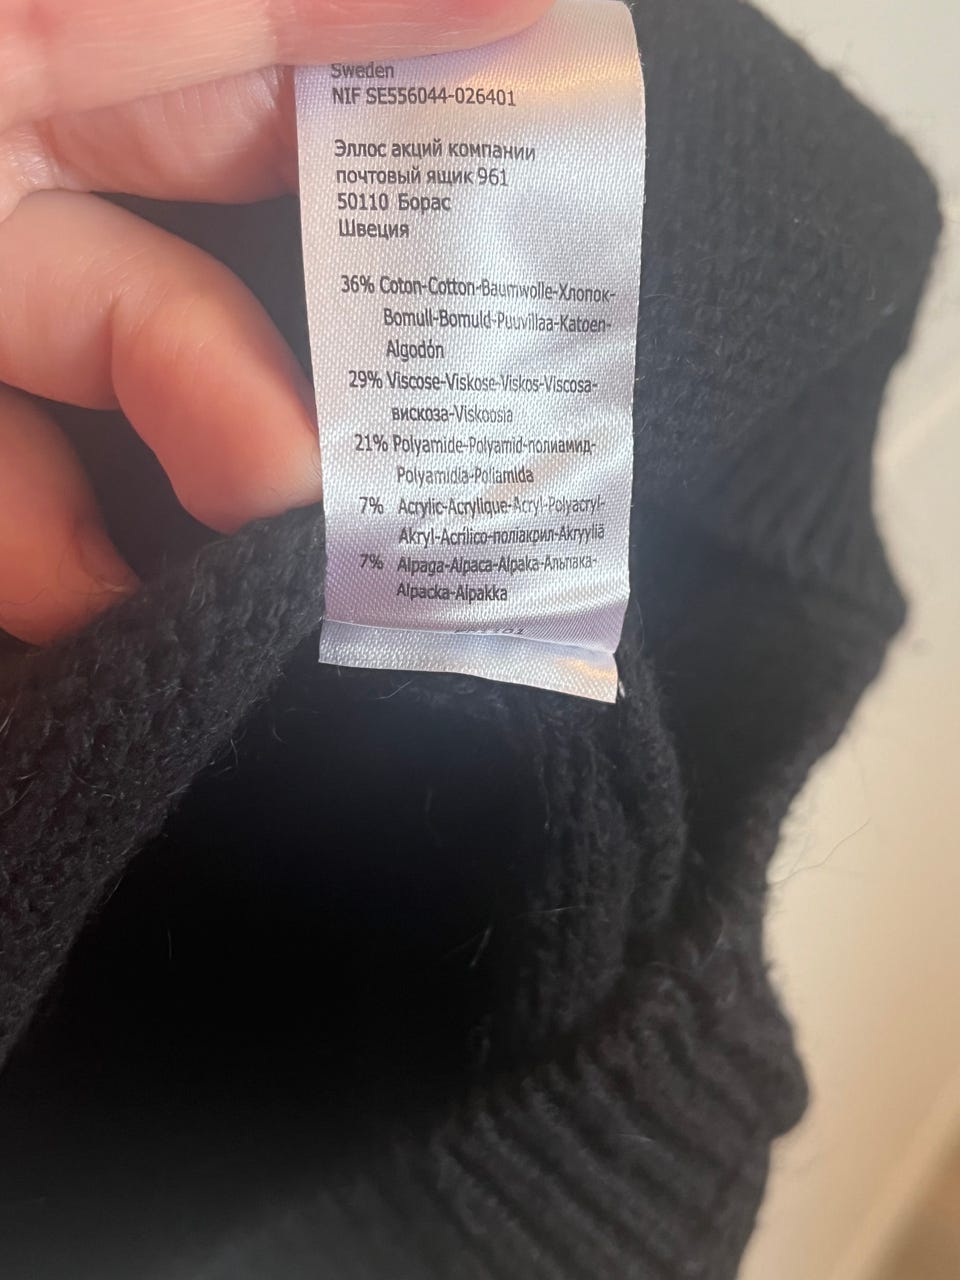 Sweden
NIF SE556044-026401
Эллос акций компании
почтовый ящик 961
50110 Борас
Швеция
36% Coton-Cotton-Baumwolle-Хлопок-
Bomull-Bomuld-Puuvillaa-Katoen-
Algodón
29% Viscose-Viskose-Viskos-Viscosa-
вискоза-Viskoosia
21% Polyamide-Polyamid-полиамид-
Polyamidia-Poliamida
7% Acrylic-Acrylique-Acryl-Polyacryl-
Akryl-Acrílico-поліакрил-Akryyliä
7% Alpaga-Alpaca-Alpaka-Альпака-
Alpacka-Alpakka